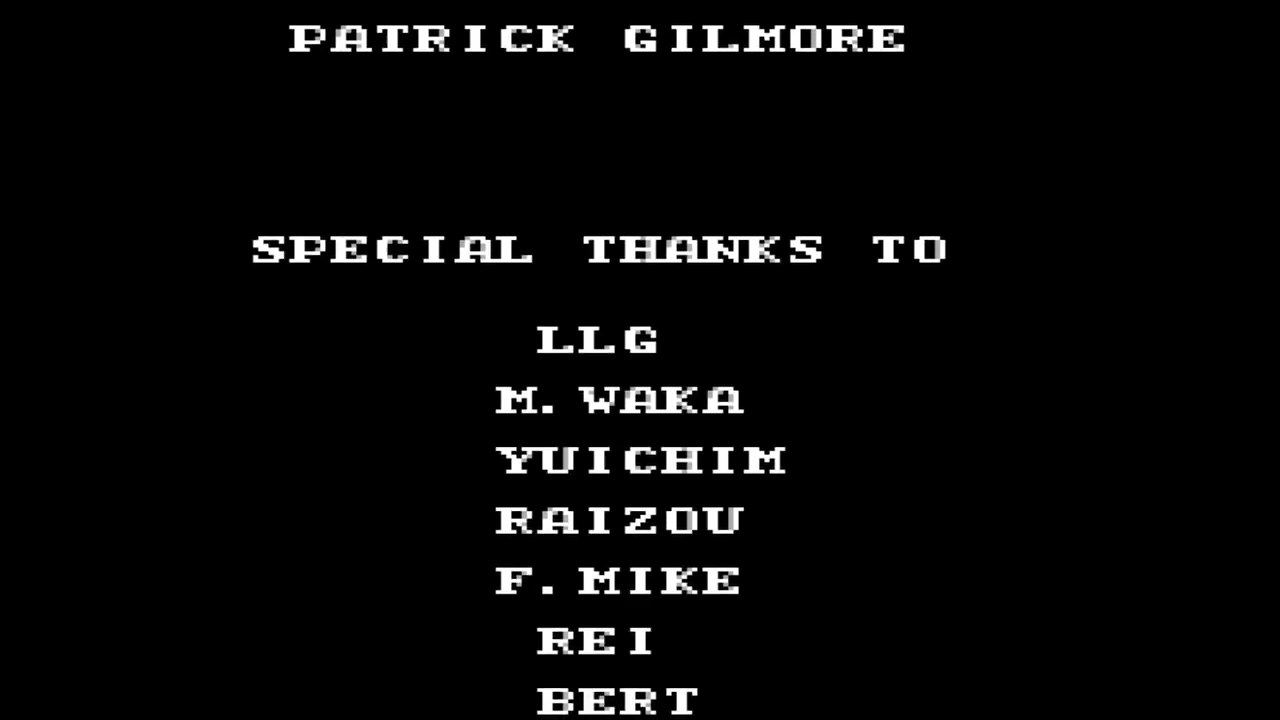 PATRICK GILMORE
SPECIAL THANKS TO
LLG
M. WAKA
YUICHIM
RAIZOU
F. MIKE
REI
BERT